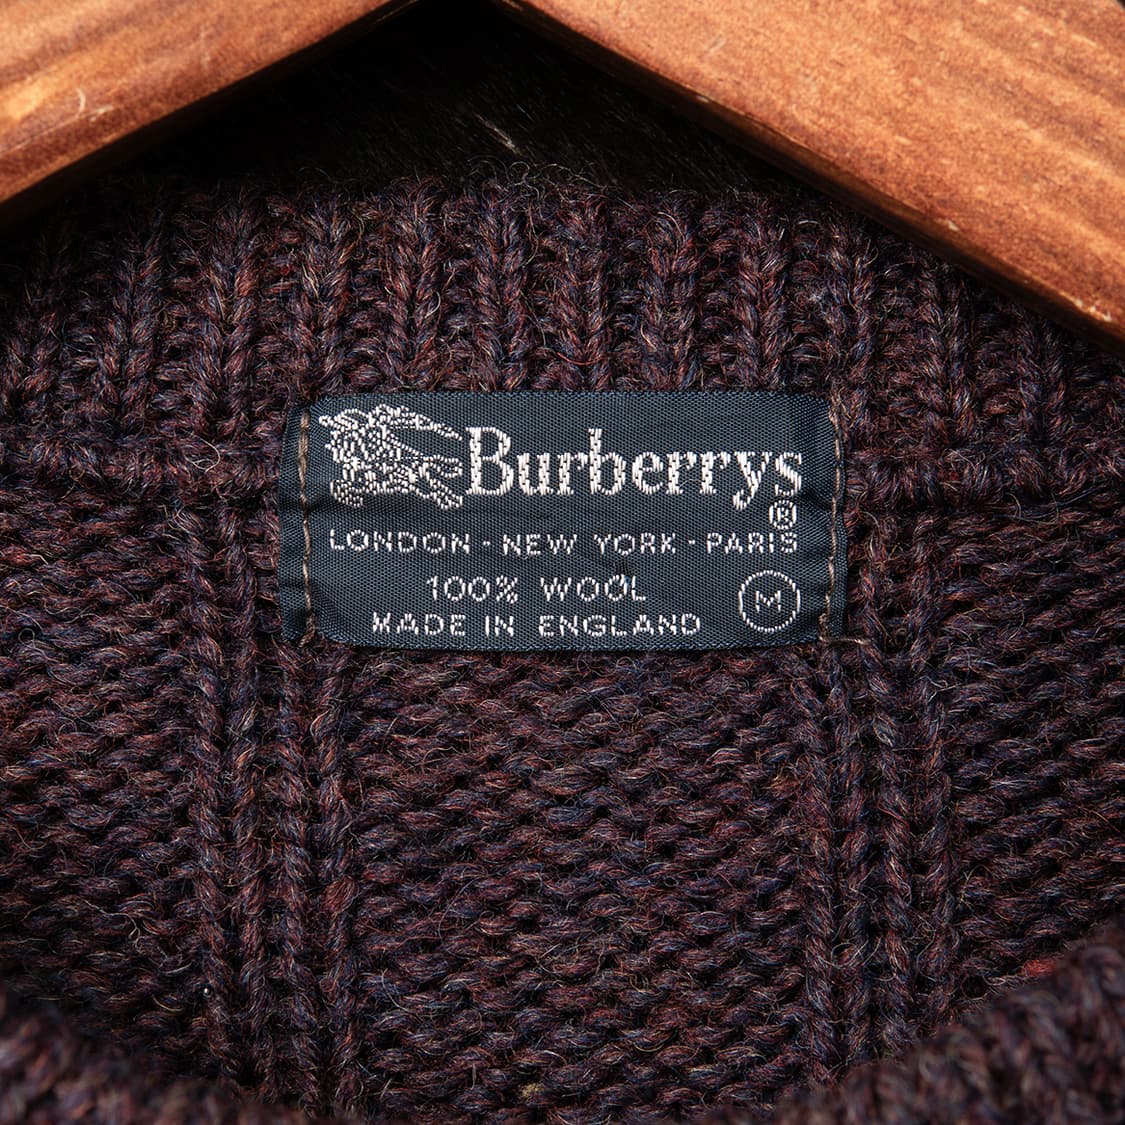 Burberrys
®
LONDON · NEW YORK · PARIS
100% WOOL
MADE IN ENGLAND
M